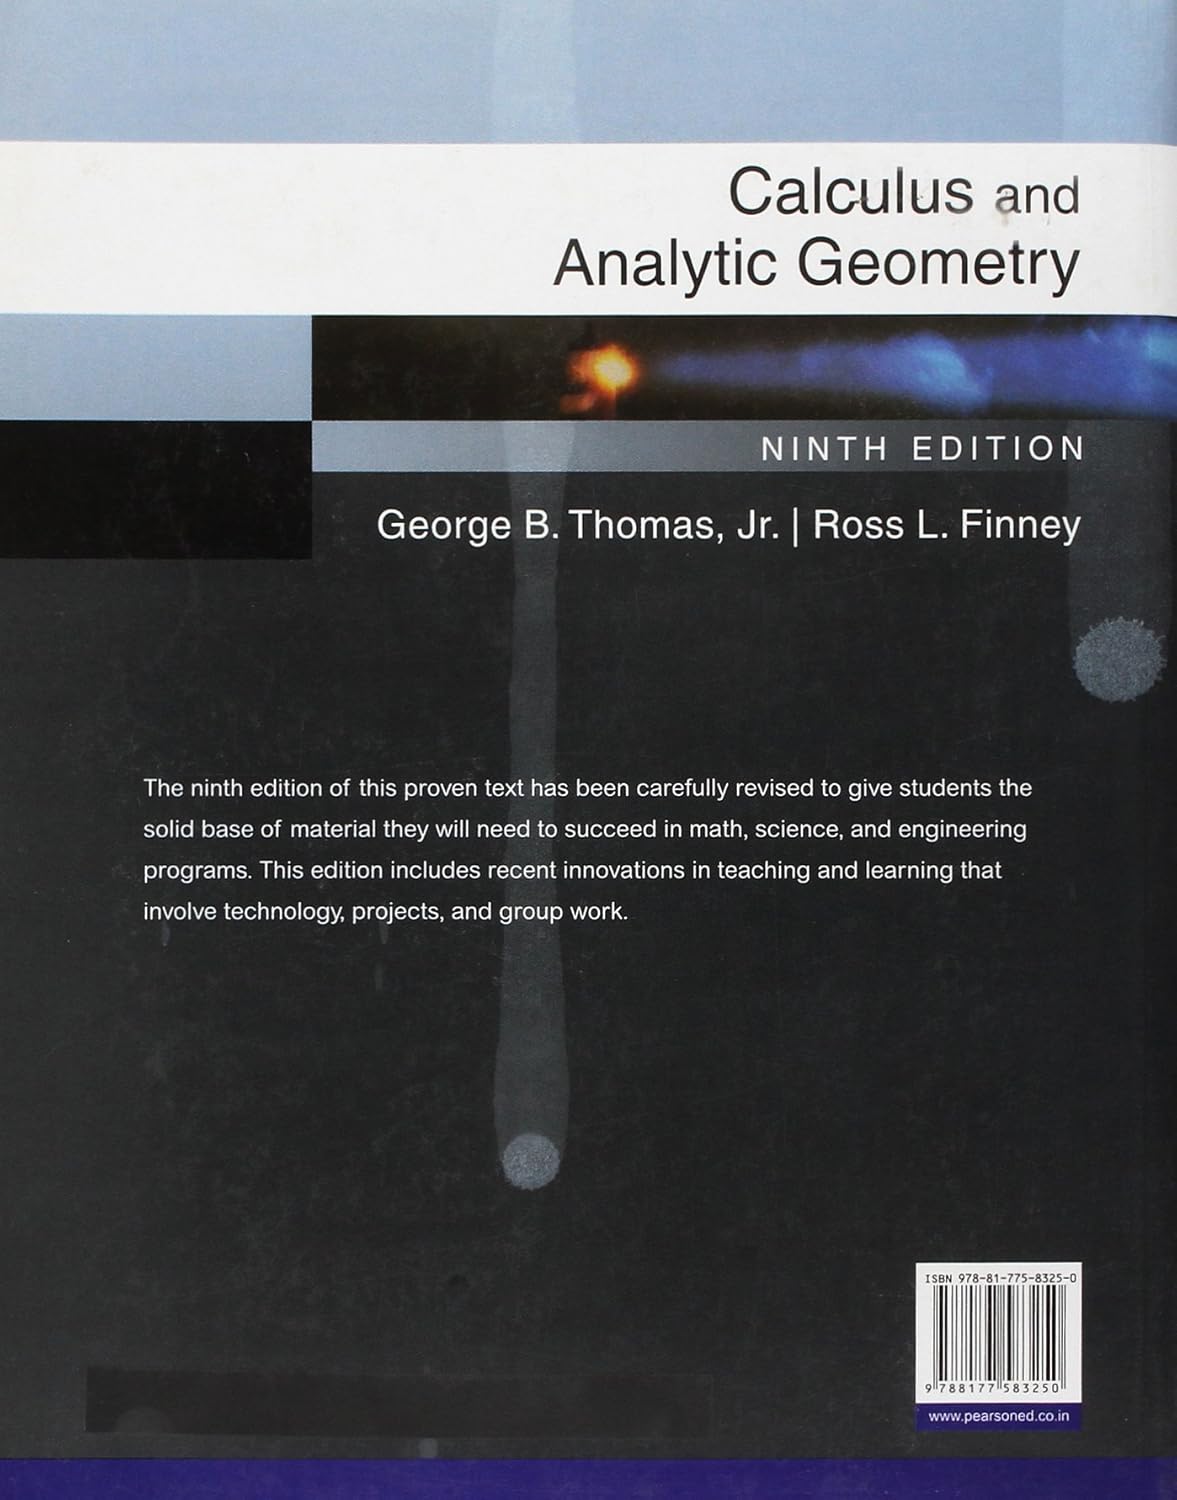 Calculus and
Analytic Geometry
NINTH EDITION
George B. Thomas, Jr. | Ross L. Finney
The ninth edition of this proven text has been carefully revised to give students the
solid base of material they will need to succeed in math, science, and engineering
programs. This edition includes recent innovations in teaching and learning that
involve technology, projects, and group work.
ISBN 978-81-775-8325-0
9 788177 583250
www.pearsoned.co.in